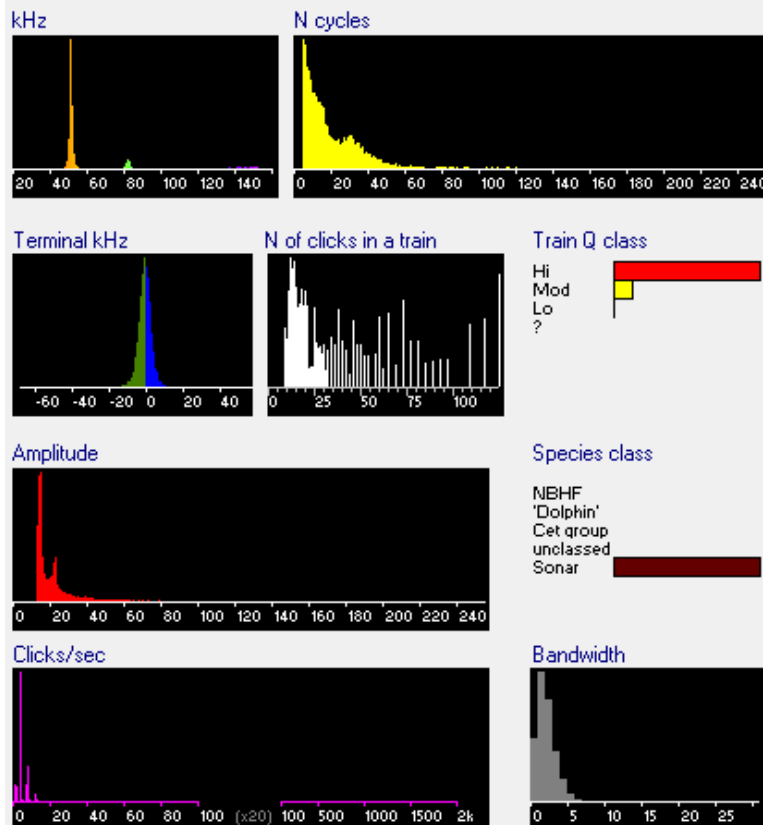 kHz
20 40 60 80 100 120 140 160
N cycles
0 20 40 60 80 100 120 140 160 180 200 220 240
Terminal kHz
-60 -40 -20 0 20 40
N of clicks in a train
0 25 50 75 100
Train Q class
Hi
Mod
Lo
?
Amplitude
0 20 40 60 80 100 120 140 160 180 200 220 240
Species class
NBHF
'Dolphin'
Cet group
unclassed
Sonar
Clicks/sec
0 20 40 60 80 100 (x20) 100 500 1000 1500 2k
Bandwidth
0 5 10 15 20 25